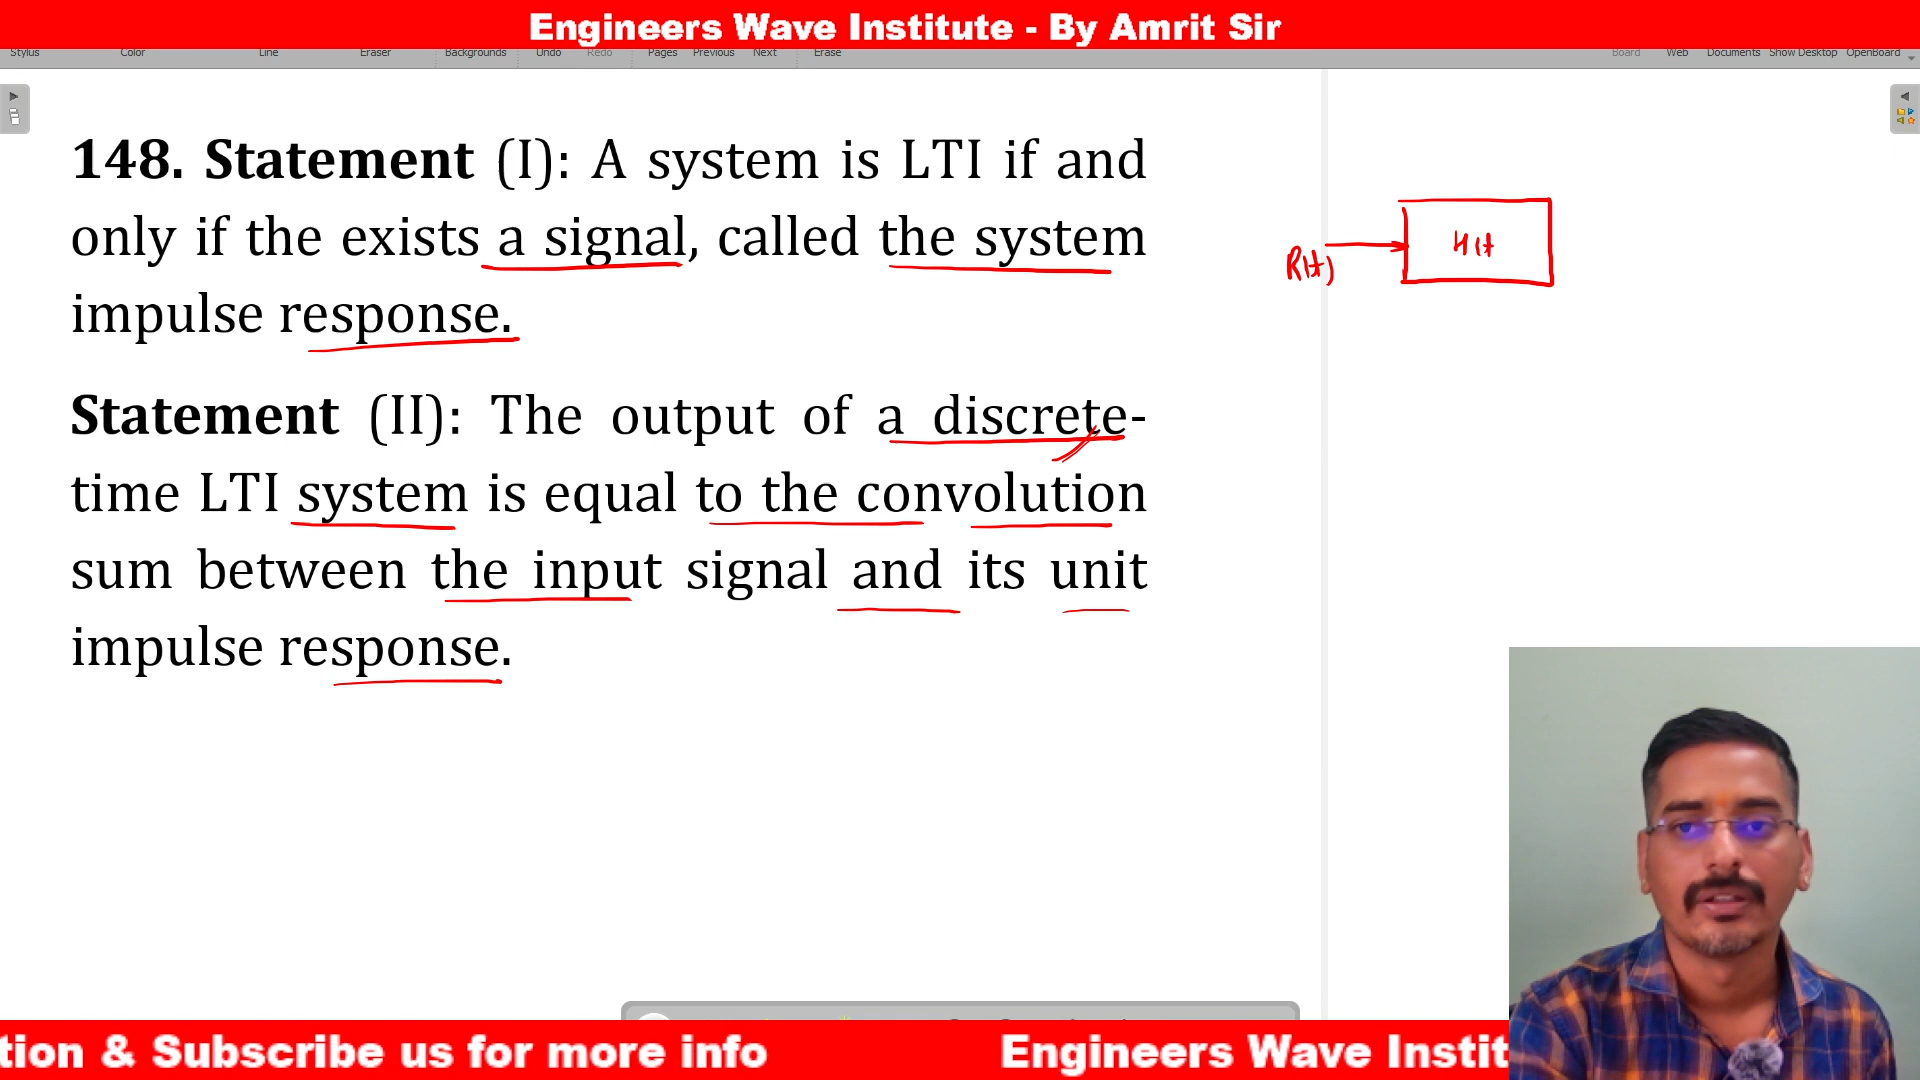 Engineers Wave Institute - By Amrit Sir
Stylus Color Line Eraser Backgrounds Undo Redo Pages Previous Next Erase Board Web Documents Show Desktop OpenBoard
148. Statement (I): A system is LTI if and
only if the exists a signal, called the system
impulse response.
R(t)
H(t
Statement (II): The output of a discrete-
time LTI system is equal to the convolution
sum between the input signal and its unit
impulse response.
tion & Subscribe us for more info Engineers Wave Instit